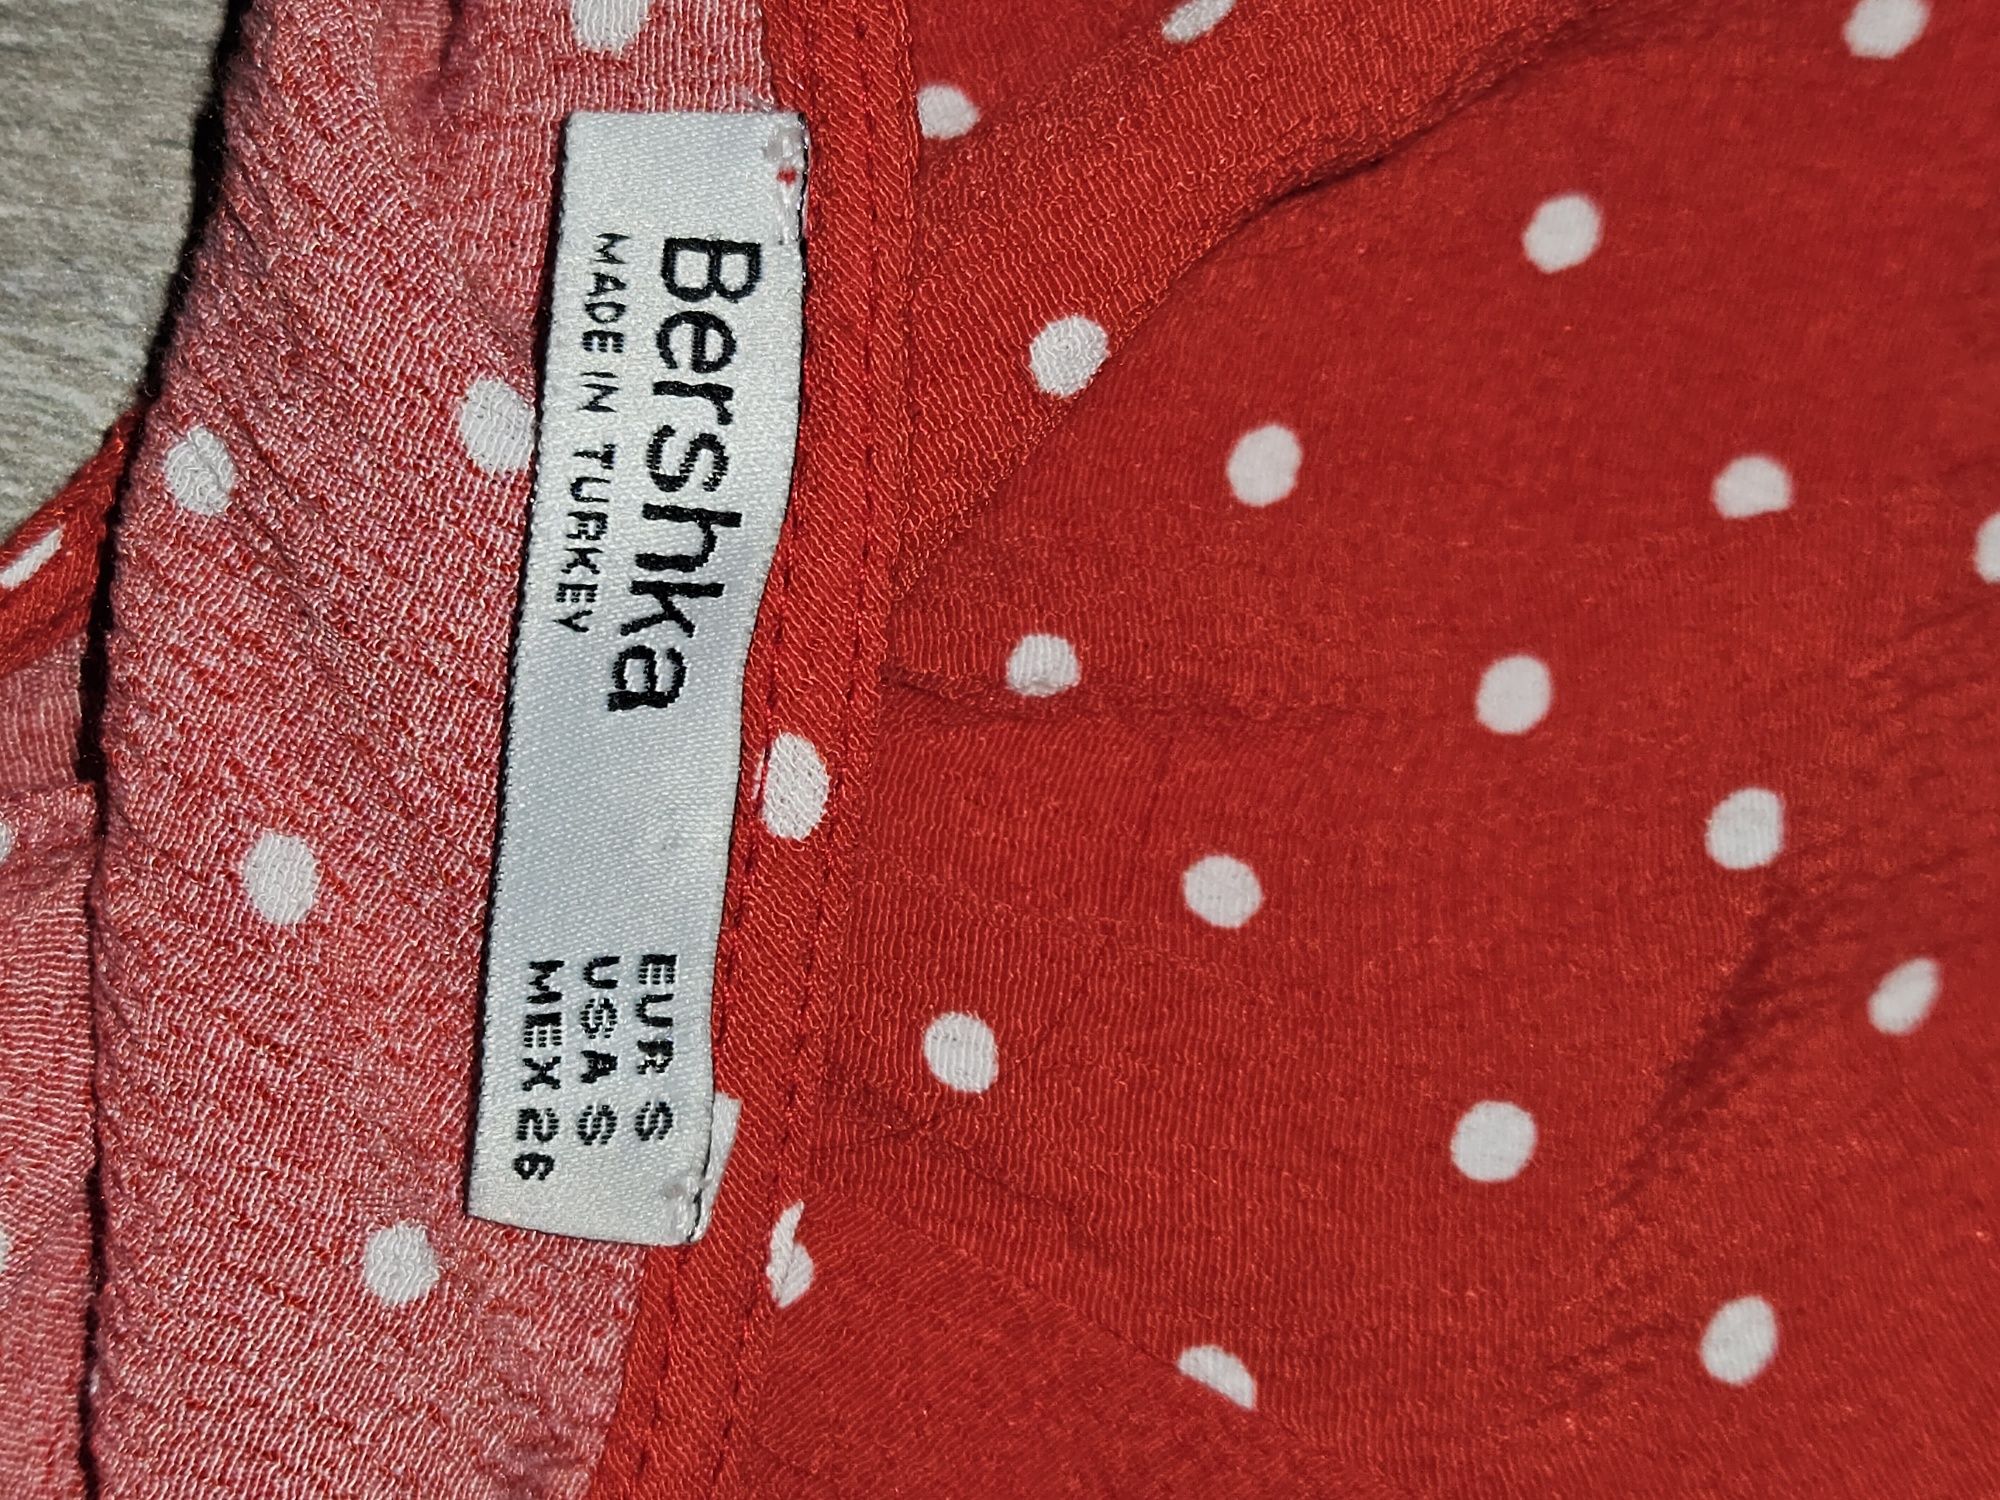 Bershka
MADE IN TURKEY
EUR S
USA S
MEX 26